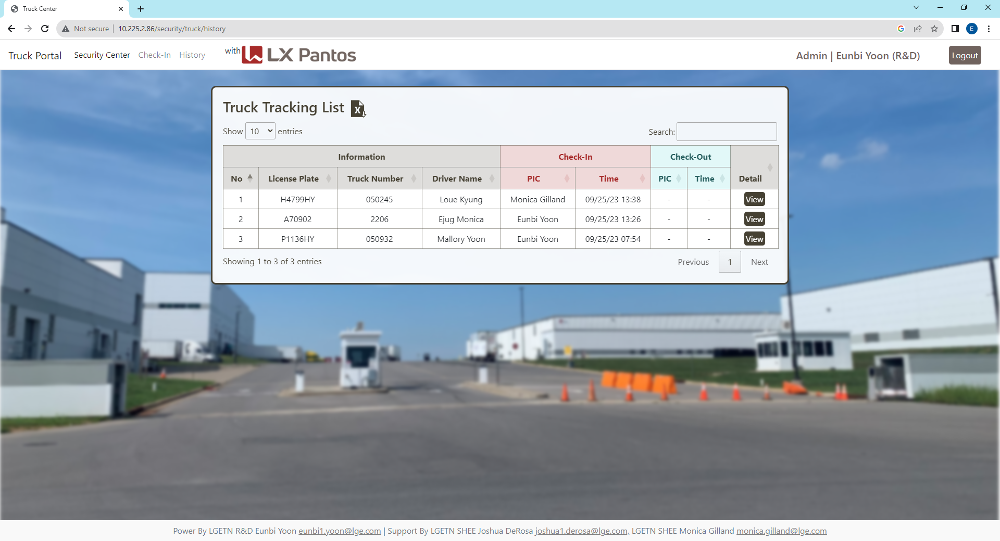 Truck Center
Not secure
10.225.2.86/security/truck/history
E
Truck Portal Security Center Check-In History with LX Pantos Admin | Eunbi Yoon (R&D) Logout
Truck Tracking List X
Show 10 entries Search:
Information Check-In Check-Out
No License Plate Truck Number Driver Name PIC Time PIC Time Detail
1 H4799HY 050245 Loue Kyung Monica Gilland 09/25/23 13:38 - - View
2 A70902 2206 Ejug Monica Eunbi Yoon 09/25/23 13:26 - - View
3 P1136HY 050932 Mallory Yoon Eunbi Yoon 09/25/23 07:54 - - View
Showing 1 to 3 of 3 entries Previous 1 Next
Power By LGETN R&D Eunbi Yoon eunbi1.yoon@lge.com | Support By LGETN SHEE Joshua DeRosa joshua1.derosa@lge.com, LGETN SHEE Monica Gilland monica.gilland@lge.com